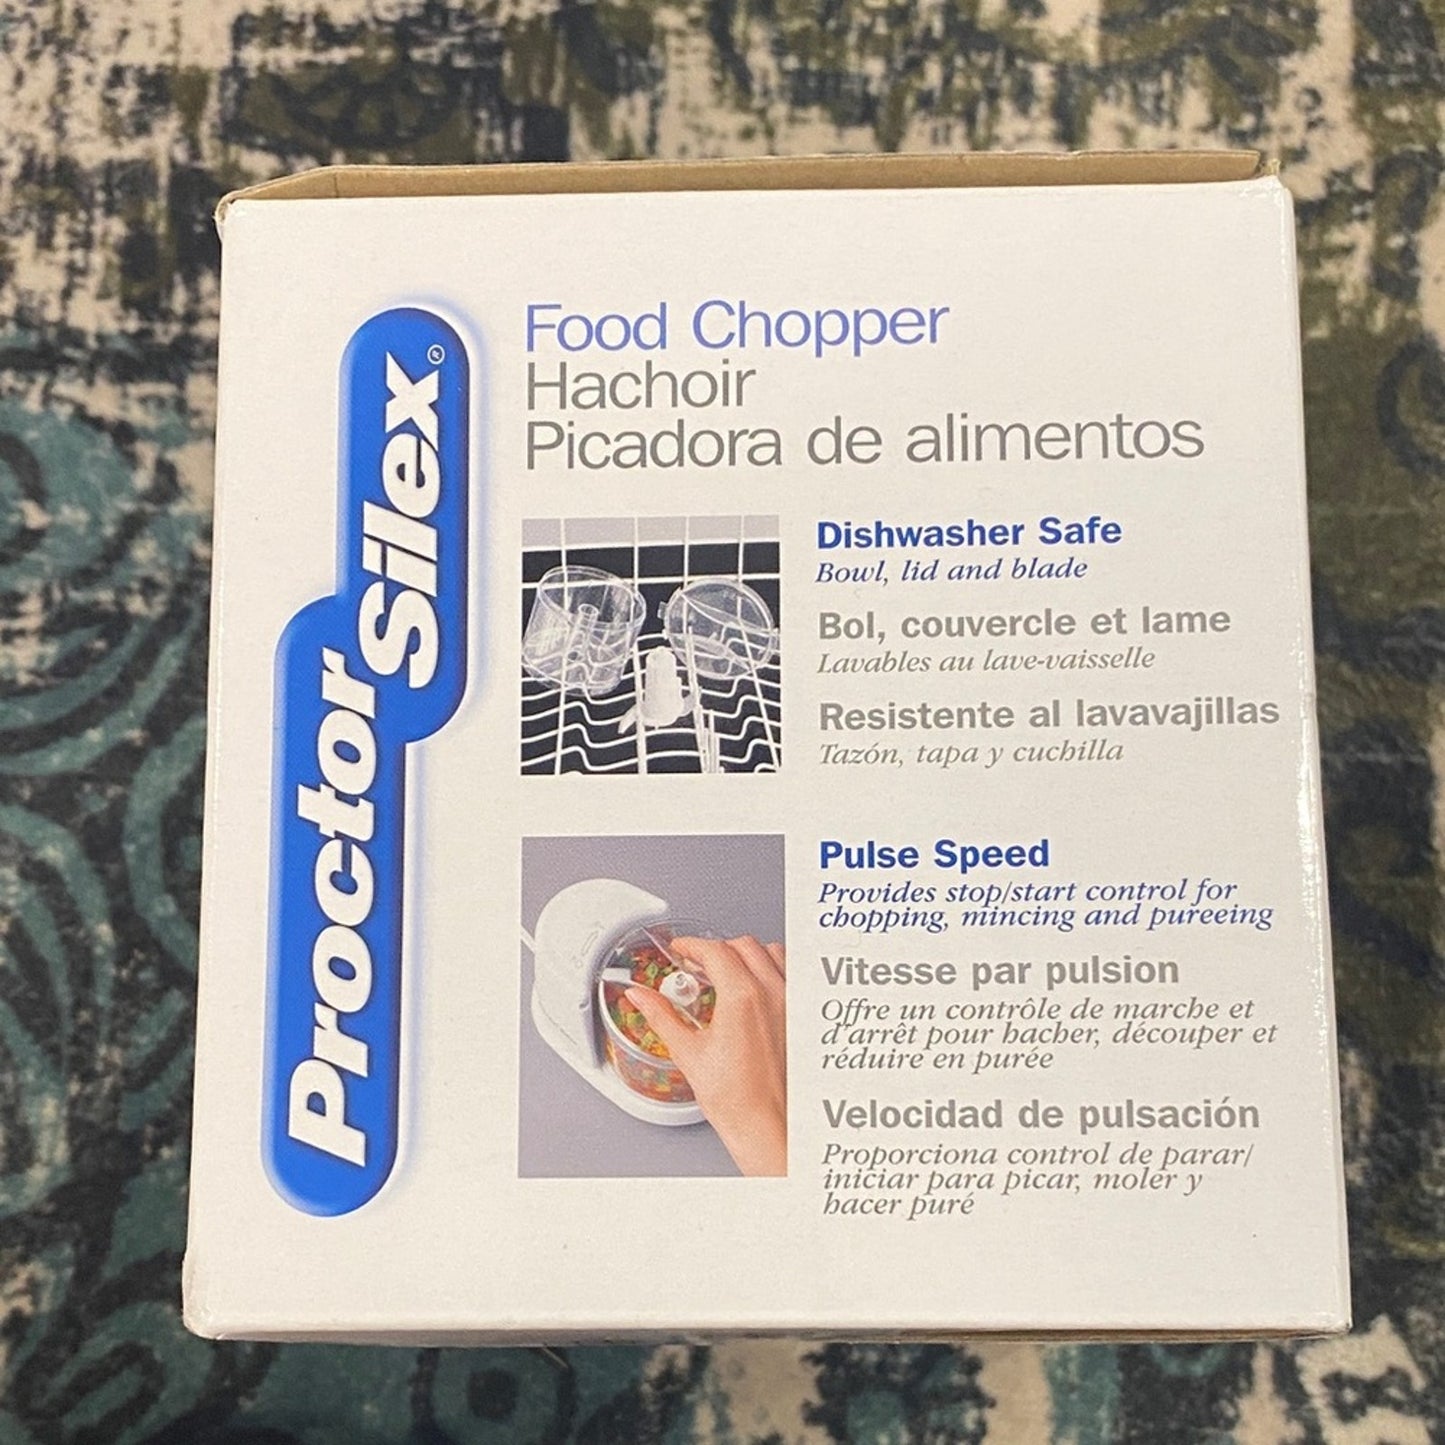 Proctor Silex®
Food Chopper
Hachoir
Picadora de alimentos
Dishwasher Safe
Bowl, lid and blade
Bol, couvercle et lame
Lavables au lave-vaisselle
Resistente al lavavajillas
Tazón, tapa y cuchilla
Pulse Speed
Provides stop/start control for
chopping, mincing and pureeing
Vitesse par pulsion
Offre un contrôle de marche et
d'arrêt pour hacher, découper et
réduire en purée
Velocidad de pulsación
Proporciona control de parar/
iniciar para picar, moler y
hacer puré